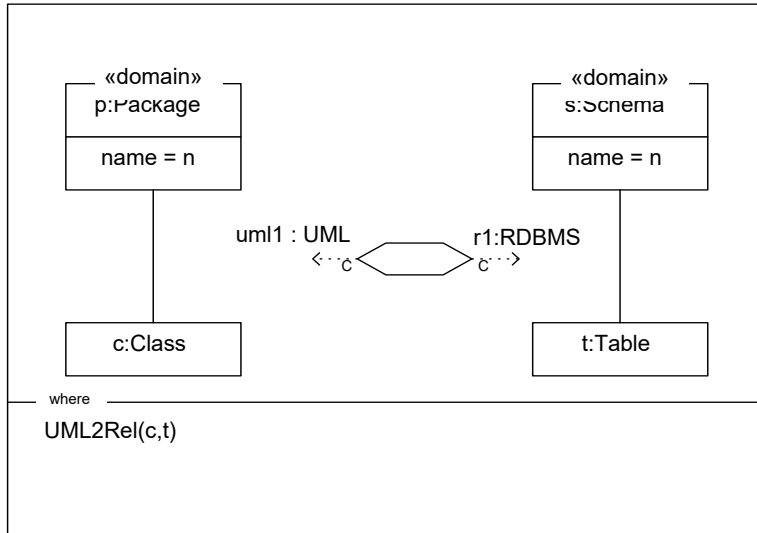 «domain»
p:Package
name = n
c:Class
«domain»
s:Schema
name = n
t:Table
uml1 : UML
r1:RDBMS
C
C
where
UML2Rel(c,t)